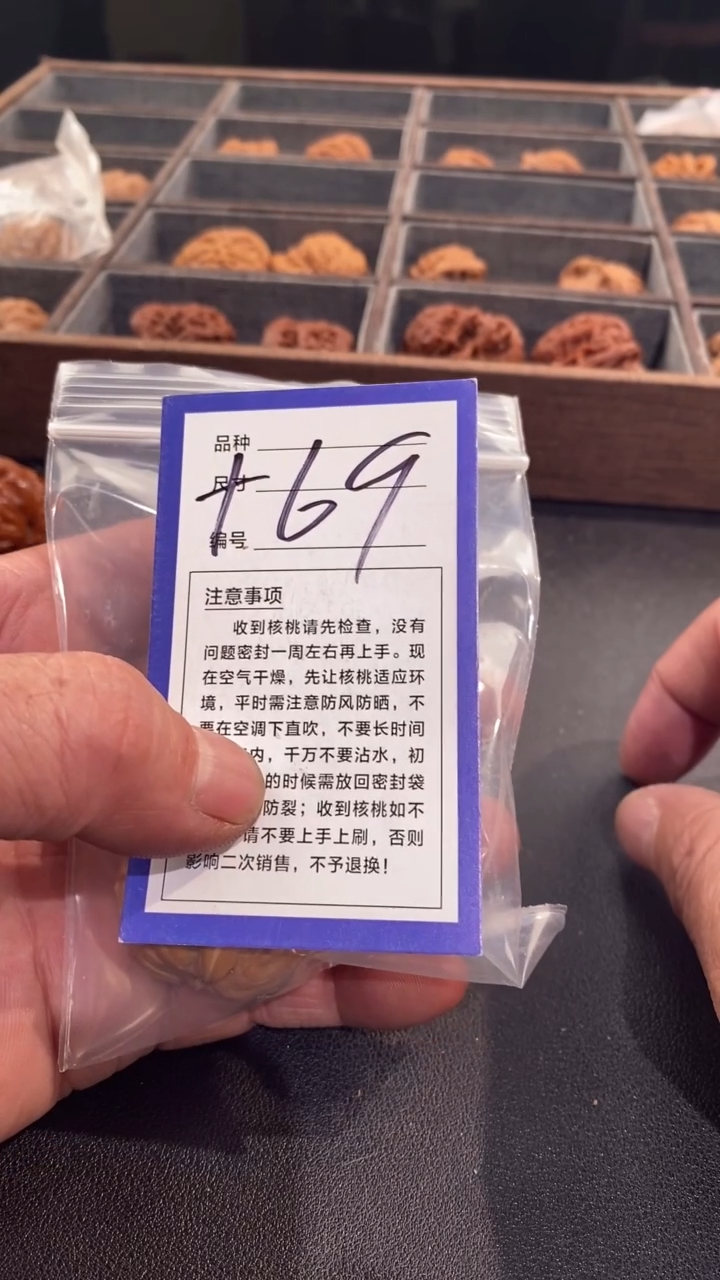 品种
尺寸
编号
+69
注意事项
收到核桃请先检查，没有
问题密封一周左右再上手。现
在空气干燥，先让核桃适应环
境，平时需注意防风防晒，不
要在空调下直吹，不要长时间
内，千万不要沾水，初
的时候需放回密封袋
防裂；收到核桃如不
请不要上手上刷，否则
影响二次销售，不予退换！